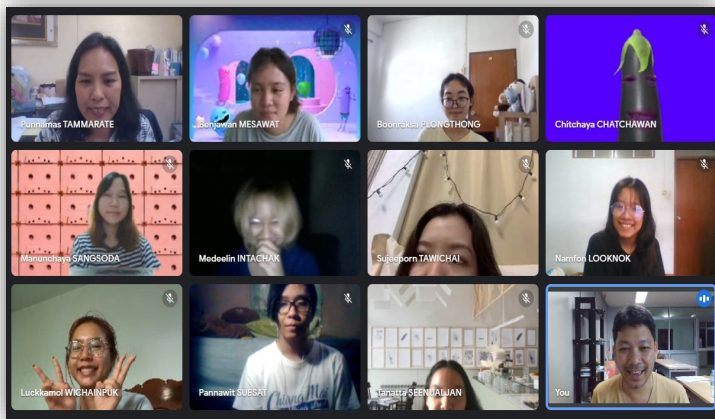 Punnamas TAMMARATE
Benjawan MESAWAT
Boonraksa PLONGTHONG
Chitchaya CHATCHAWAN
Manunchaya SANGSODA
Medeelin INTACHAK
Sujeeporn TAWICHAI
Namfon LOOKNOK
Luckkamol WICHAINPUK
Pannawit SUESAT
Tanatta SEENUALJAN
You